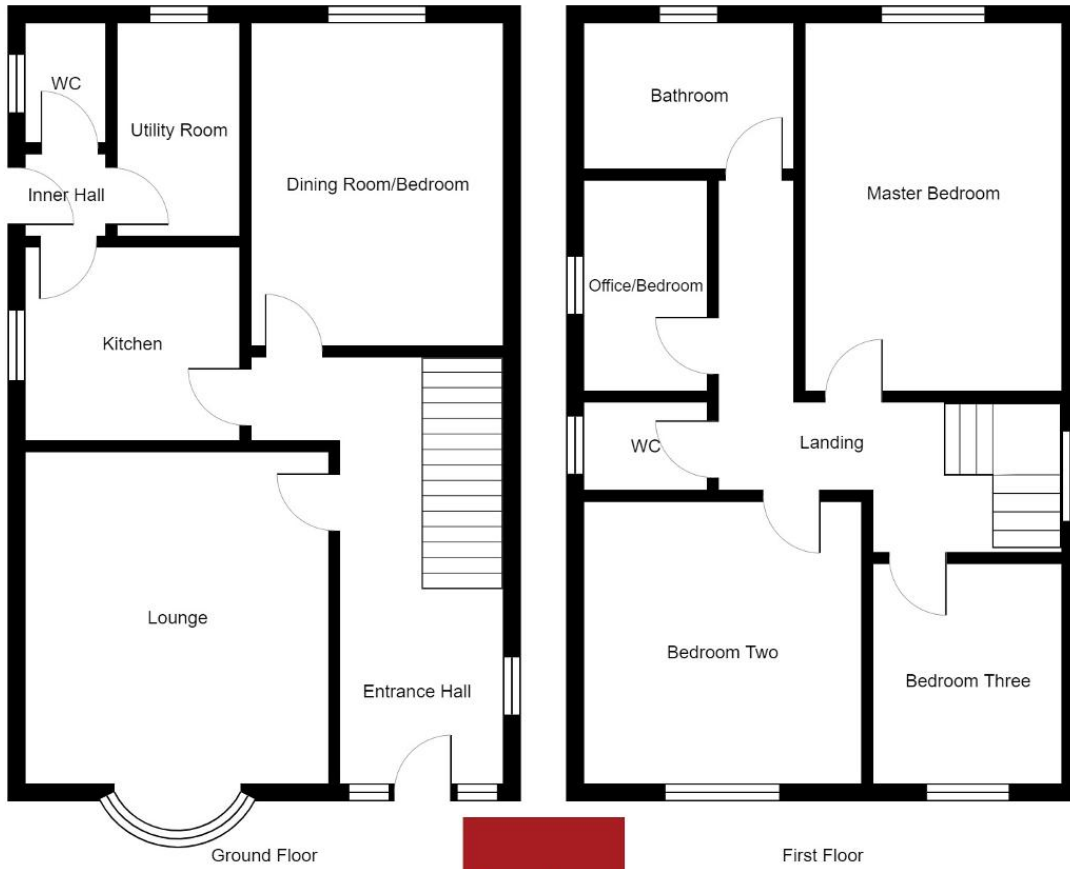 WC
Utility Room
Inner Hall
Dining Room/Bedroom
Kitchen
Lounge
Entrance Hall
Ground Floor
Bathroom
Master Bedroom
Office/Bedroom
WC
Landing
Bedroom Two
Bedroom Three
First Floor